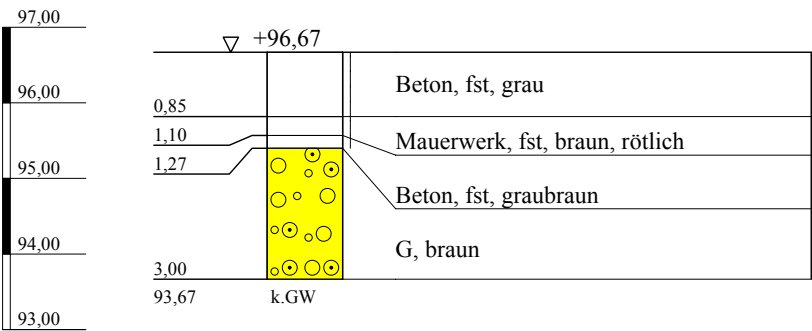 97,00
+96,67
Beton, fst, grau
96,00
0,85
1,10
Mauerwerk, fst, braun, rötlich
95,00
1,27
Beton, fst, graubraun
94,00
G, braun
3,00
93,67 k.GW
93,00